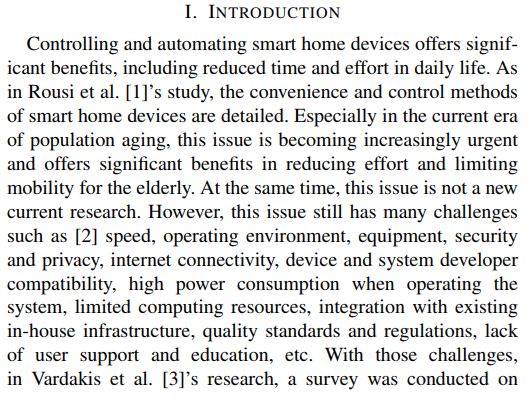 I. INTRODUCTION
Controlling and automating smart home devices offers signif-
icant benefits, including reduced time and effort in daily life. As
in Rousi et al. [1]'s study, the convenience and control methods
of smart home devices are detailed. Especially in the current era
of population aging, this issue is becoming increasingly urgent
and offers significant benefits in reducing effort and limiting
mobility for the elderly. At the same time, this issue is not a new
current research. However, this issue still has many challenges
such as [2] speed, operating environment, equipment, security
and privacy, internet connectivity, device and system developer
compatibility, high power consumption when operating the
system, limited computing resources, integration with existing
in-house infrastructure, quality standards and regulations, lack
of user support and education, etc. With those challenges,
in Vardakis et al. [3]'s research, a survey was conducted on